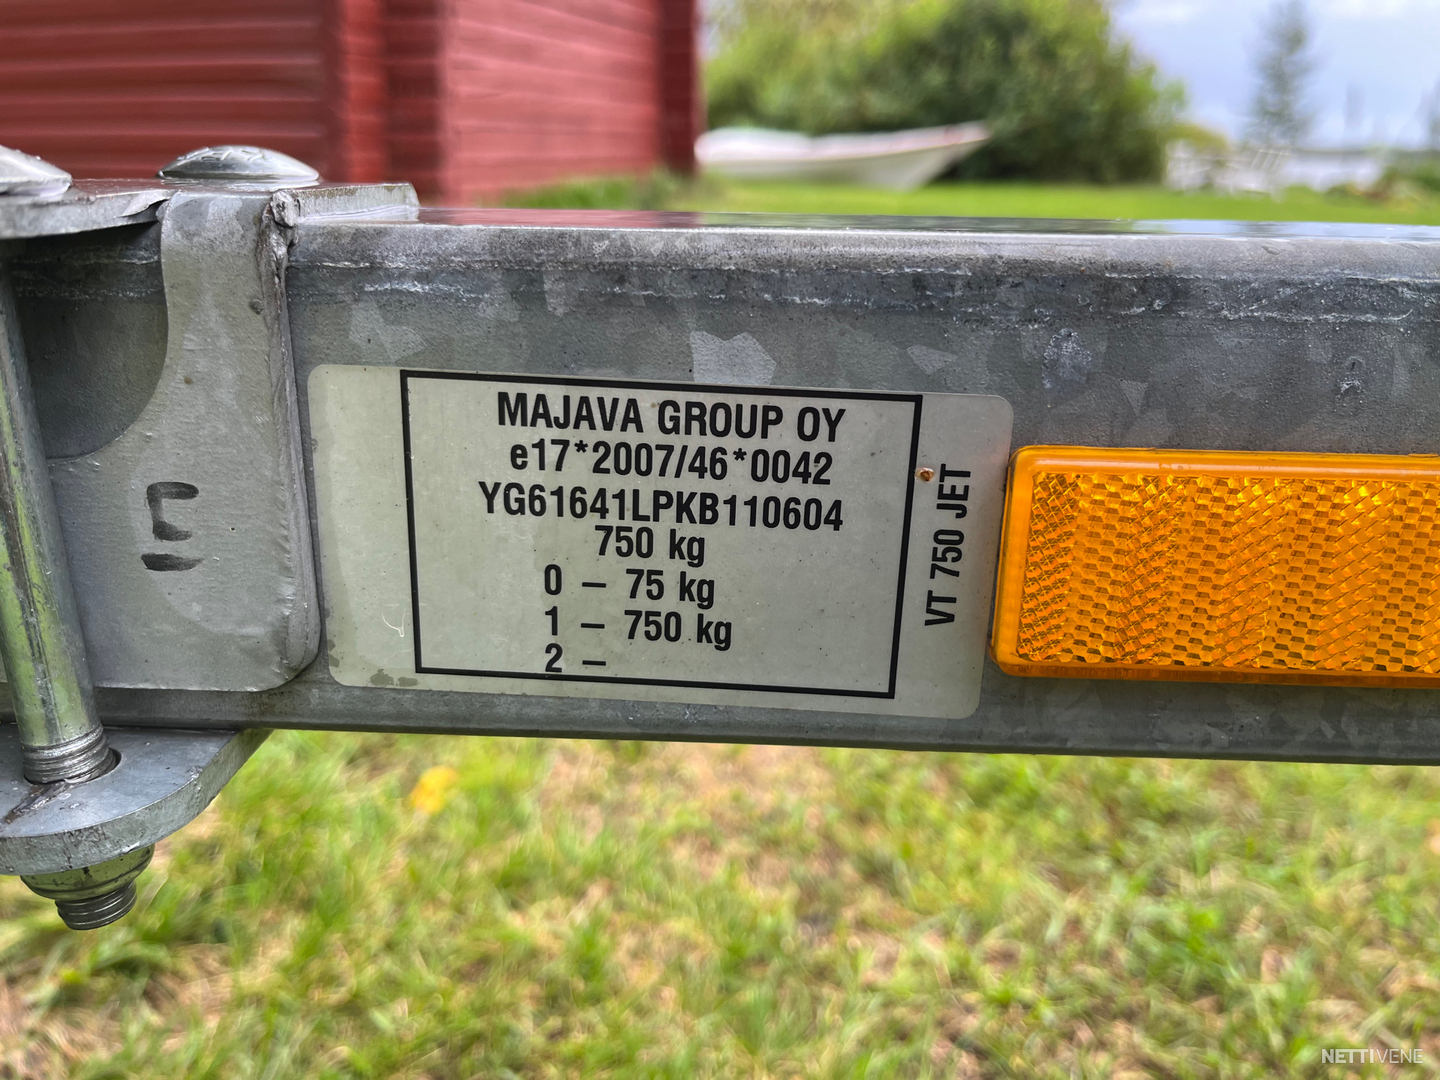 MAJAVA GROUP OY
e17*2007/46*0042
YG61641LPKB110604
750 kg
0 – 75 kg
1 – 750 kg
2 –
VT 750 JET
NETTIVENE